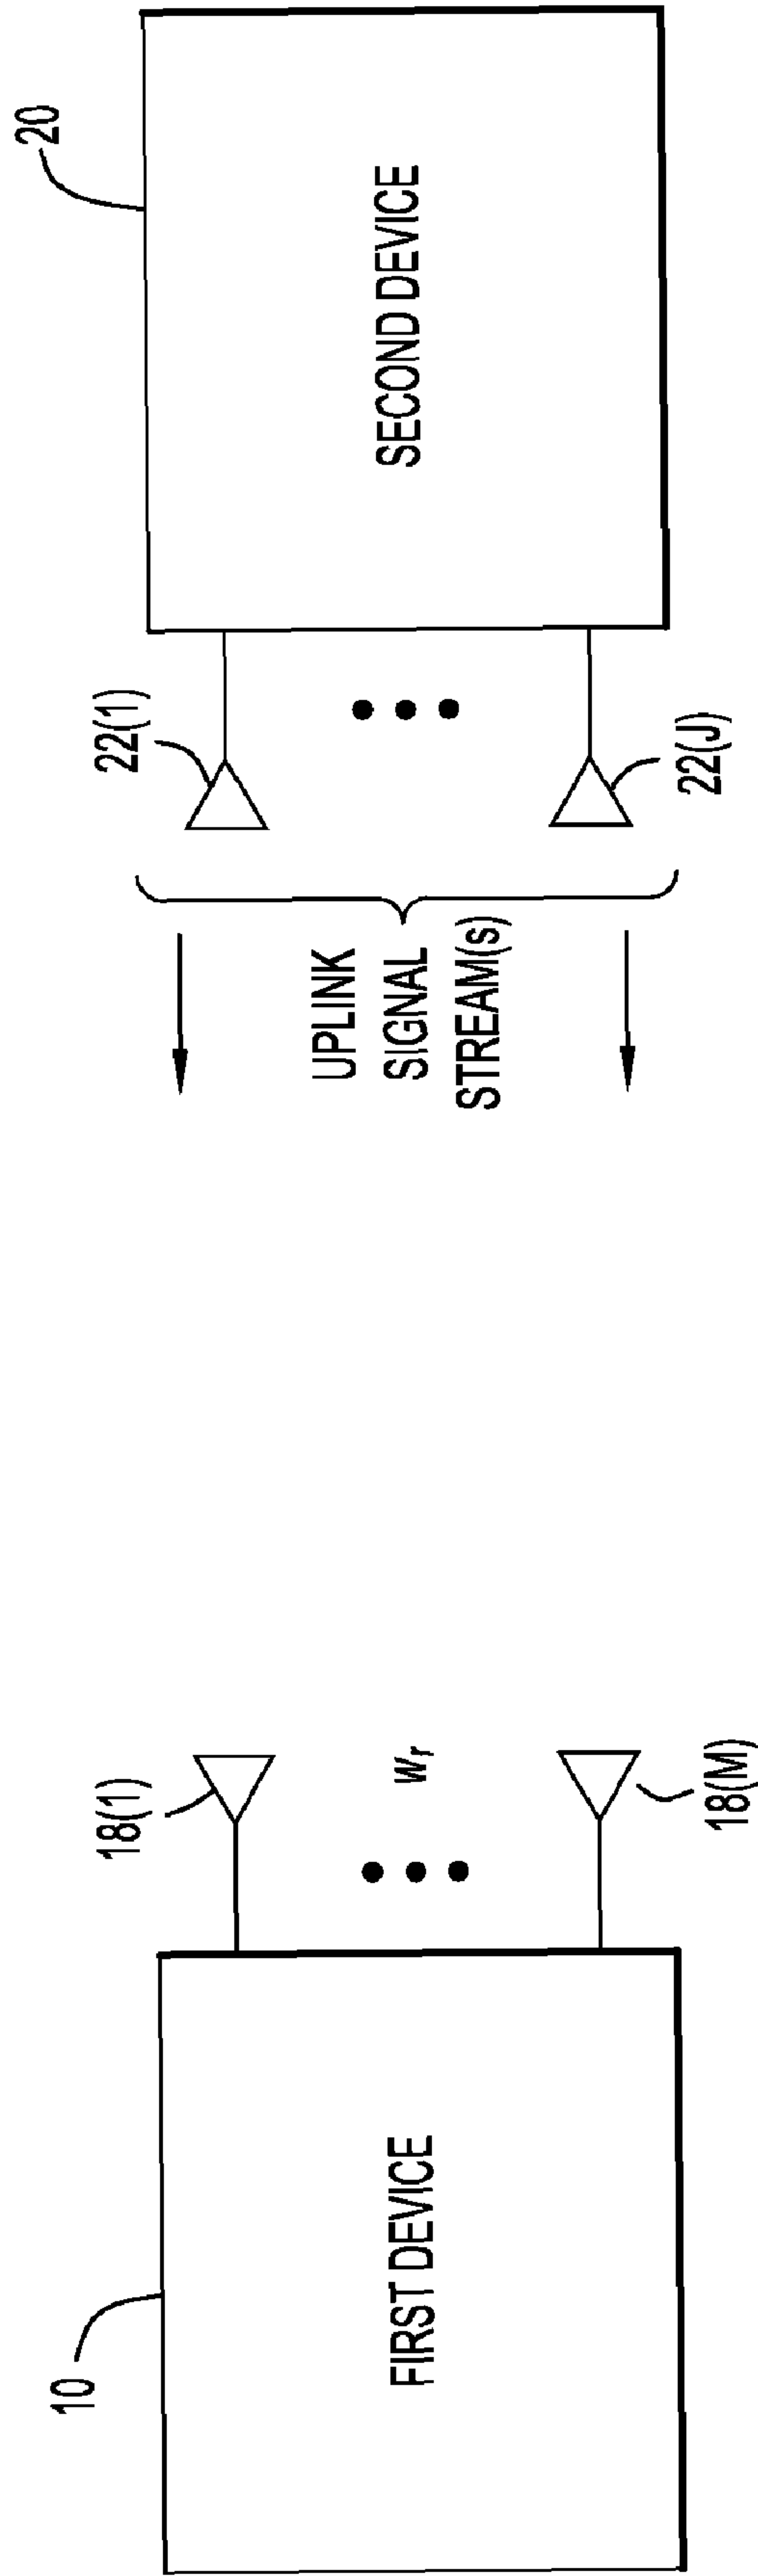 10
FIRST DEVICE
18(1)
w_r
18(M)
UPLINK
SIGNAL
STREAM(s)
22(1)
22(J)
20
SECOND DEVICE